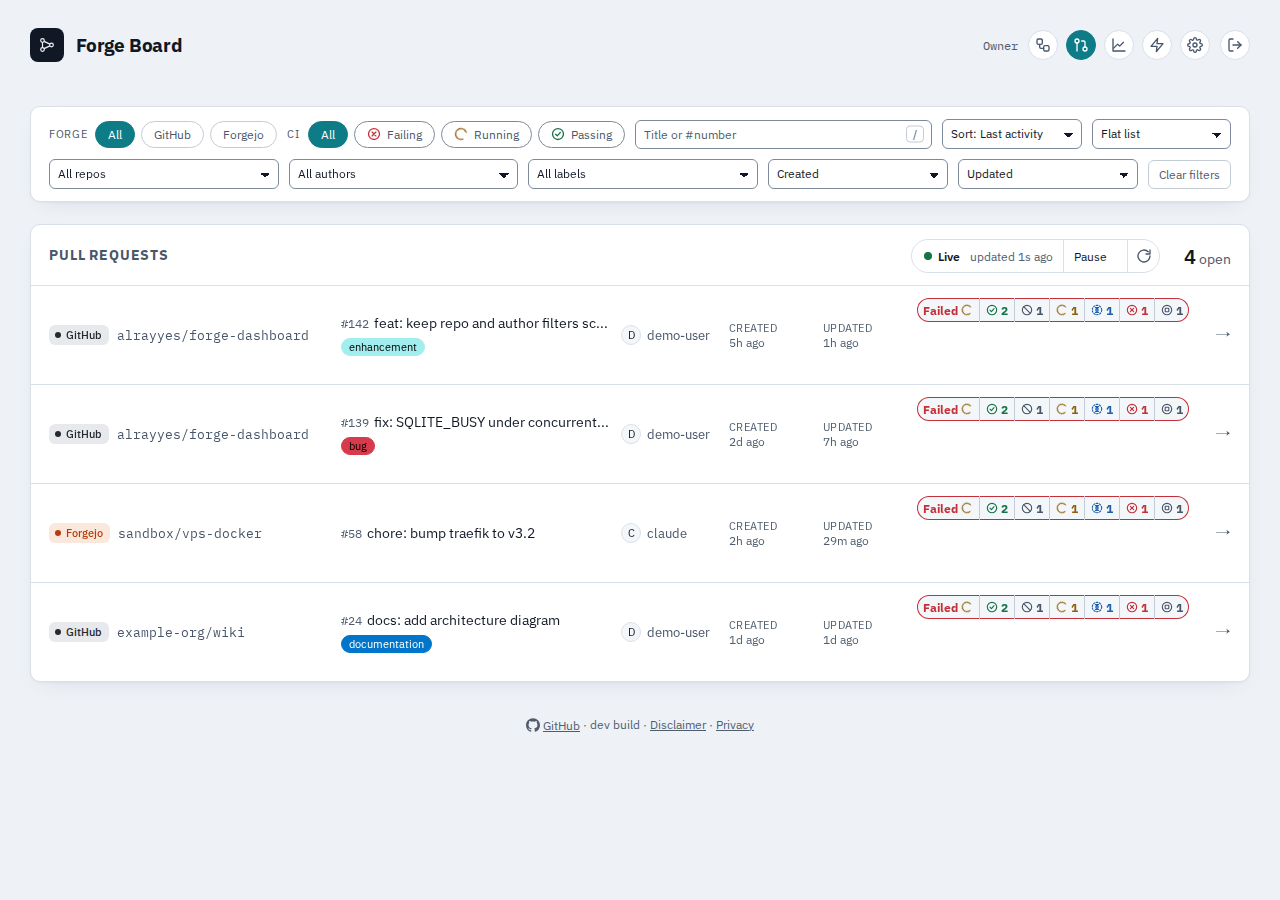 Forge Board
Owner
FORGE All GitHub Forgejo CI All Failing Running Passing Title or #number / Sort: Last activity Flat list
All repos All authors All labels Created Updated Clear filters
PULL REQUESTS
Live updated 1s ago Pause 4 open
GitHub alrayyes/forge-dashboard #142 feat: keep repo and author filters sc...
enhancement
D demo-user CREATED
5h ago
UPDATED
1h ago
Failed 2 1 1 1 1 1 →
GitHub alrayyes/forge-dashboard #139 fix: SQLITE_BUSY under concurrent...
bug
D demo-user CREATED
2d ago
UPDATED
7h ago
Failed 2 1 1 1 1 1 →
Forgejo sandbox/vps-docker #58 chore: bump traefik to v3.2
C claude CREATED
2h ago
UPDATED
29m ago
Failed 2 1 1 1 1 1 →
GitHub example-org/wiki #24 docs: add architecture diagram
documentation
D demo-user CREATED
1d ago
UPDATED
1d ago
Failed 2 1 1 1 1 1 →
GitHub · dev build · Disclaimer · Privacy